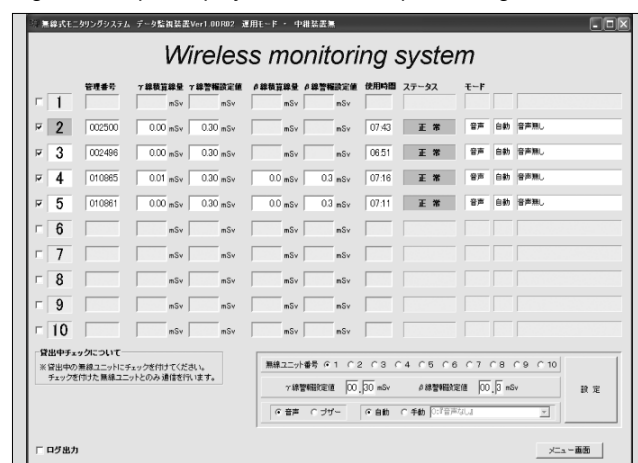 無線式モニタリングシステム データ監視装置Ver1.00R02 運用モード - 中継装置無
Wireless monitoring system
管理番号 γ線積算線量 γ線警報設定値 β線積算線量 β線警報設定値 使用時間 ステータス モード
1 mSv mSv mSv mSv
2 002500 0.00 mSv 0.30 mSv mSv mSv 07:43 正 常 音声 自動 音声無し
3 002496 0.00 mSv 0.30 mSv mSv mSv 06:51 正 常 音声 自動 音声無し
4 010865 0.01 mSv 0.30 mSv 0.0 mSv 0.3 mSv 07:16 正 常 音声 自動 音声無し
5 010861 0.00 mSv 0.30 mSv 0.0 mSv 0.3 mSv 07:11 正 常 音声 自動 音声無し
6 mSv mSv mSv mSv
7 mSv mSv mSv mSv
8 mSv mSv mSv mSv
9 mSv mSv mSv mSv
10 mSv mSv mSv mSv
貸出中チェックについて
※貸出中の無線ユニットにチェックを付けてください。
チェックを付けた無線ユニットとのみ通信を行います。
無線ユニット番号 1 2 3 4 5 6 7 8 9 10
γ線警報設定値 00 . 30 mSv β線警報設定値 00 . 3 mSv
設 定
音声 ブザー 自動 手動 0:『音声なし』
ログ出力
メニュー画面